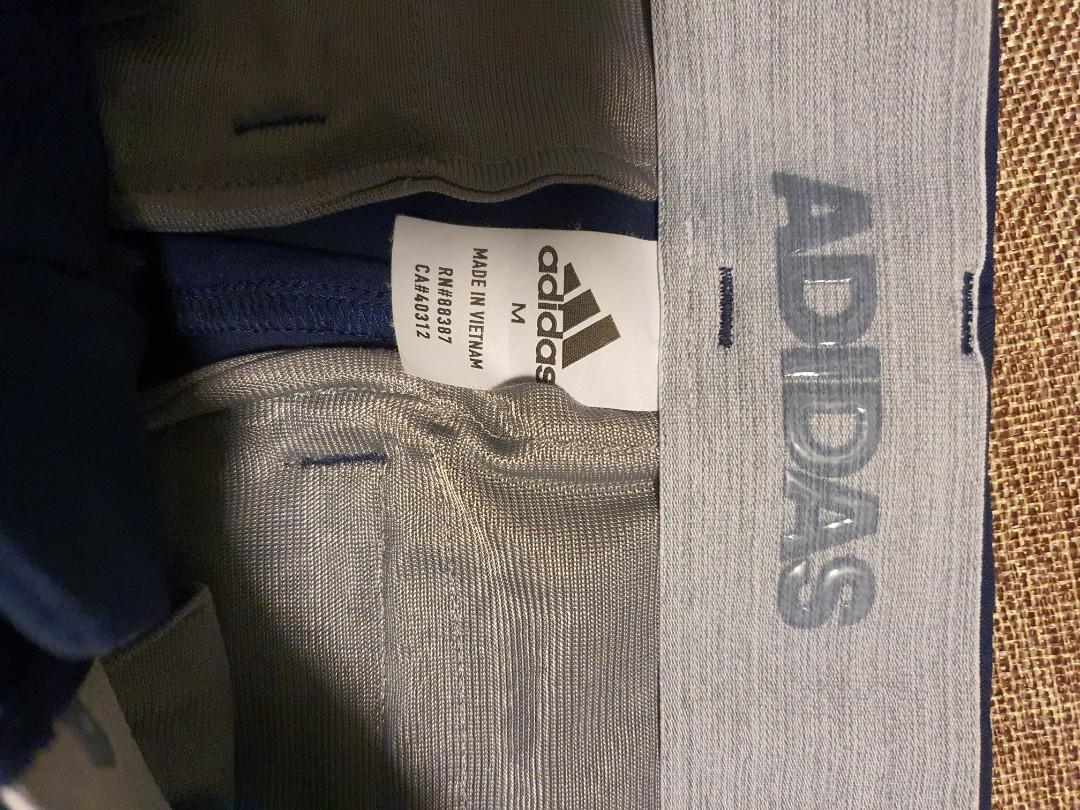 adidas
M
MADE IN VIETNAM
RN#88387
CA#40312
ADIDAS